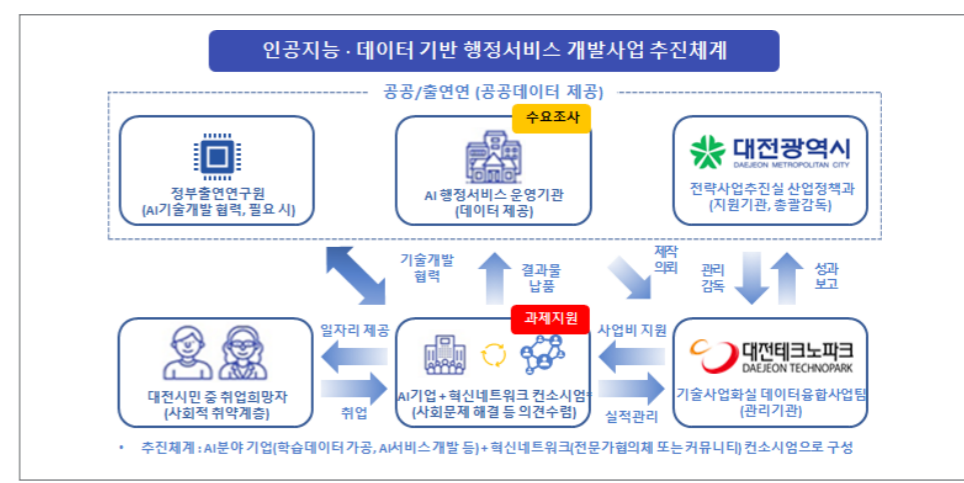 인공지능 · 데이터 기반 행정서비스 개발사업 추진체계
공공/출연연 (공공데이터 제공)
수요조사
정부출연연구원
(AI기술개발 협력, 필요 시)
AI 행정서비스 운영기관
(데이터 제공)
대전광역시
DAEJEON METROPOLITAN CITY
전략사업추진실 산업정책과
(지원기관, 총괄감독)
기술개발
협력
결과물
납품
제작
의뢰
관리
감독
성과
보고
과제지원
일자리 제공
취업
사업비 지원
실적관리
대전시민 중 취업희망자
(사회적 취약계층)
AI기업 + 혁신네트워크 컨소시엄*
(사회문제 해결 등 의견수렴)
대전테크노파크
DAEJEON TECHNOPARK
기술사업화실 데이터융합사업팀
(관리기관)
• 추진체계 : AI분야 기업(학습데이터 가공, AI서비스 개발 등) + 혁신네트워크(전문가협의체 또는 커뮤니티) 컨소시엄으로 구성